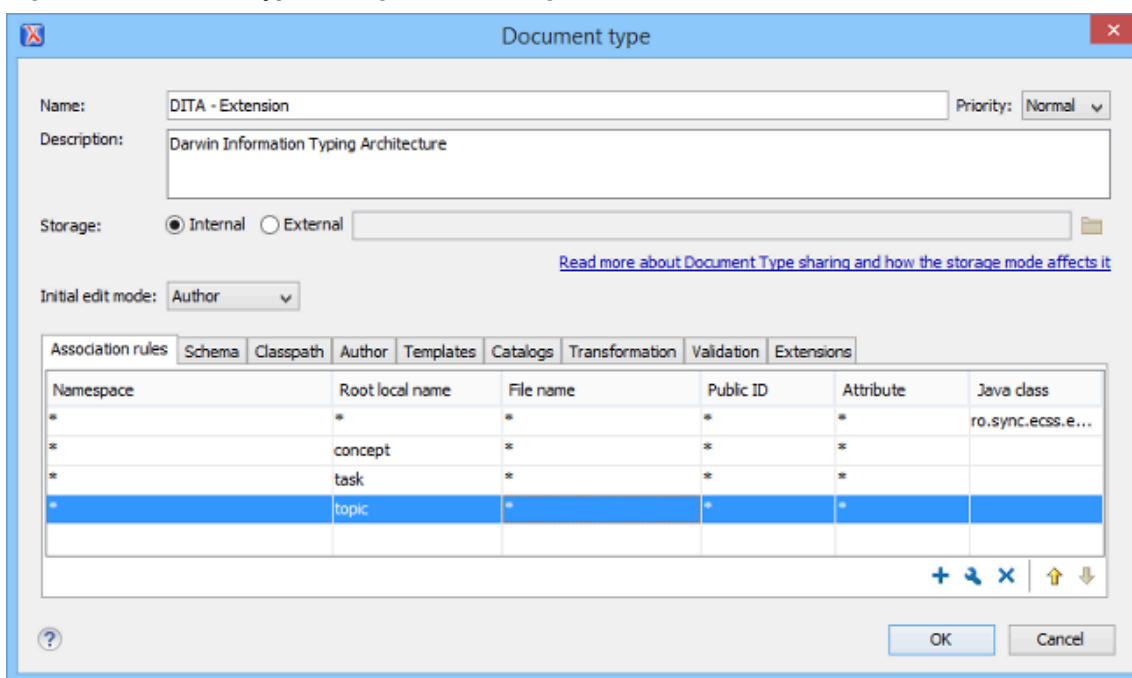 Document type
Name: DITA - Extension Priority: Normal
Description: Darwin Information Typing Architecture
Storage: Internal External
Read more about Document Type sharing and how the storage mode affects it
Initial edit mode: Author
Association rules Schema Classpath Author Templates Catalogs Transformation Validation Extensions
Namespace Root local name File name Public ID Attribute Java class
* * * * * ro.sync.ecss.e...
* concept * * *
* task * * *
* topic * * *
OK Cancel